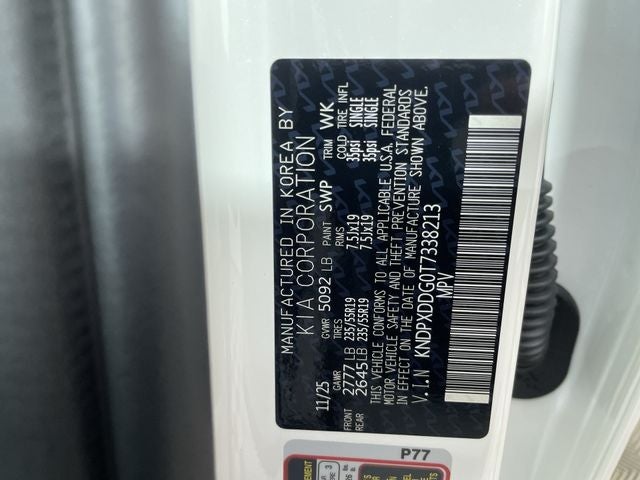 MANUFACTURED IN KOREA BY
KIA CORPORATION
11/25 GVWR 5092 LB PAINT SWP TRIM WK
GAWR TIRES RIMS COLD TIRE INFL
FRONT 2777LB 235/55R19 7.5Jx19 35psi SINGLE
REAR 2645LB 235/55R19 7.5Jx19 35psi SINGLE
THIS VEHICLE CONFORMS TO ALL APPLICABLE U.S.A. FEDERAL
MOTOR VEHICLE SAFETY AND THEFT PREVENTION STANDARDS
IN EFFECT ON THE DATE OF MANUFACTURE SHOWN ABOVE.
V.I.N KNDPXDDG0T7338213
MPV
P77